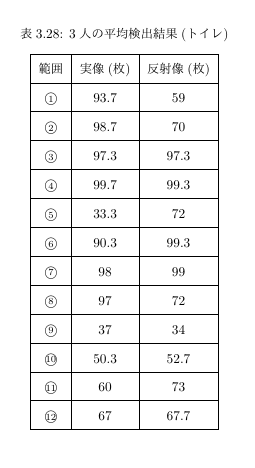 表 3.28: 3 人の平均検出結果 (トイレ)
範囲 実像 (枚) 反射像 (枚)
① 93.7 59
② 98.7 70
③ 97.3 97.3
④ 99.7 99.3
⑤ 33.3 72
⑥ 90.3 99.3
⑦ 98 99
⑧ 97 72
⑨ 37 34
⑩ 50.3 52.7
⑪ 60 73
⑫ 67 67.7